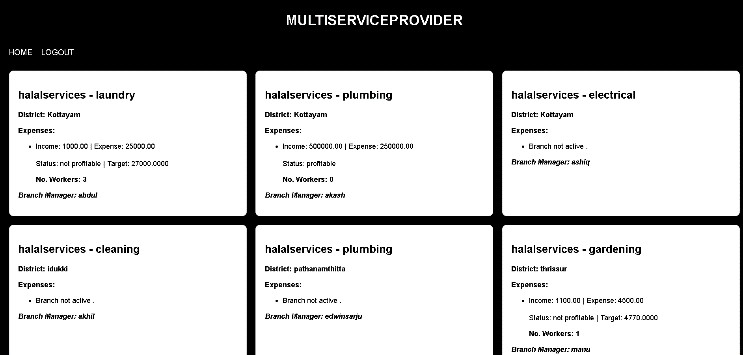 MULTISERVICEPROVIDER
HOME LOGOUT
halalservices - laundry
District: Kottayam
Expenses:
Income: 1000.00 | Expense: 25000.00
Status: not profitable | Target: 27000.0000
No. Workers: 3
Branch Manager: abdul
halalservices - plumbing
District: Kottayam
Expenses:
Income: 500000.00 | Expense: 250000.00
Status: profitable
No. Workers: 0
Branch Manager: akash
halalservices - electrical
District: Kottayam
Expenses:
Branch not active .
Branch Manager: ashiq
halalservices - cleaning
District: idukki
Expenses:
Branch not active .
Branch Manager: akhil
halalservices - plumbing
District: pathanamthitta
Expenses:
Branch not active .
Branch Manager: edwinsarju
halalservices - gardening
District: thrissur
Expenses:
Income: 1100.00 | Expense: 4500.00
Status: not profitable | Target: 4770.0000
No. Workers: 1
Branch Manager: manu